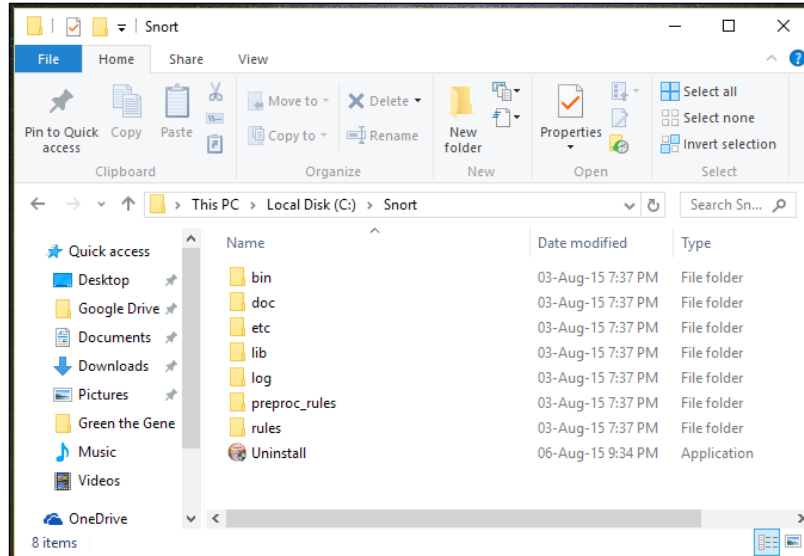 Snort
File Home Share View
Pin to Quick access
Copy
Paste
Clipboard
Move to
Copy to
Delete
Rename
Organize
New folder
New
Properties
Open
Select all
Select none
Invert selection
Select
This PC > Local Disk (C:) > Snort
Search Sn...
Quick access
Desktop
Google Drive
Documents
Downloads
Pictures
Green the Gene
Music
Videos
OneDrive
Name Date modified Type
bin 03-Aug-15 7:37 PM File folder
doc 03-Aug-15 7:37 PM File folder
etc 03-Aug-15 7:37 PM File folder
lib 03-Aug-15 7:37 PM File folder
log 03-Aug-15 7:37 PM File folder
preproc_rules 03-Aug-15 7:37 PM File folder
rules 03-Aug-15 7:37 PM File folder
Uninstall 06-Aug-15 9:34 PM Application
8 items